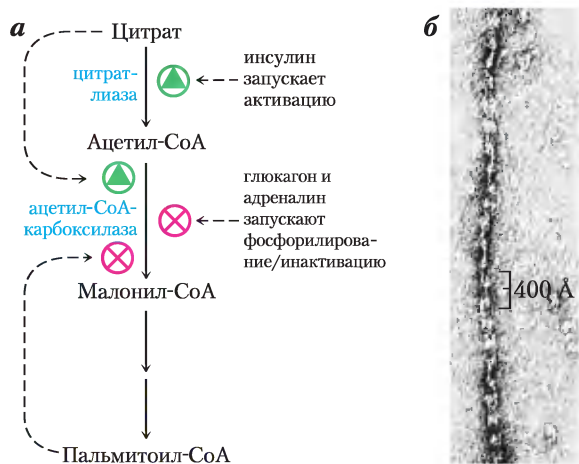 а
Цитрат
цитрат-
лиаза
инсулин
запускает
активацию
Ацетил-СоА
ацетил-СоА-
карбоксилаза
глюкагон и
адреналин
запускают
фосфорилирова-
ние/инактивацию
Малонил-СоА
Пальмитоил-СоА
б
400 Å